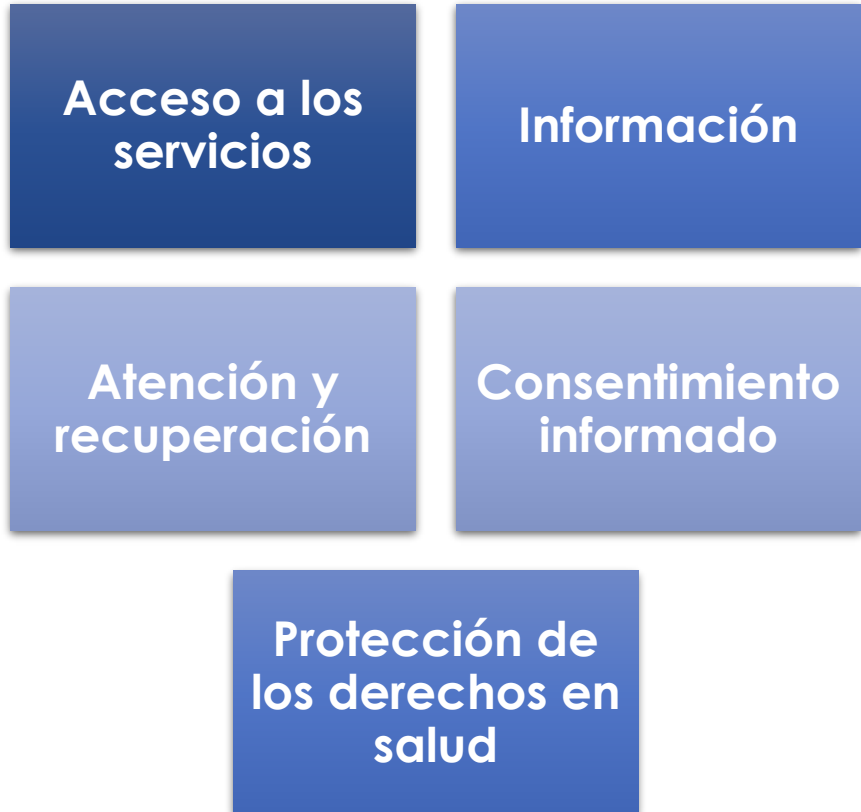 Acceso a los
servicios
Información
Atención y
recuperación
Consentimiento
informado
Protección de
los derechos en
salud